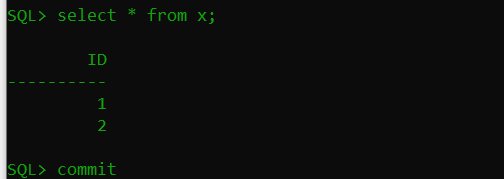 SQL> select * from x;
ID
----------
1
2
SQL> commit